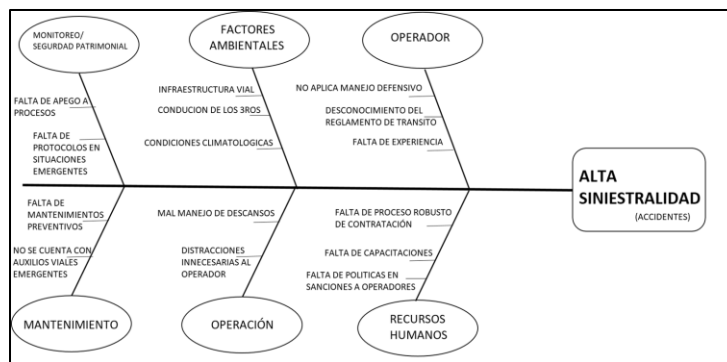 MONITOREO/
SEGURDAD PATRIMONIAL
FACTORES
AMBIENTALES
OPERADOR
FALTA DE APEGO A
PROCESOS
FALTA DE
PROTOCOLOS EN
SITUACIONES
EMERGENTES
INFRAESTRUCTURA VIAL
CONDUCION DE LOS 3ROS
CONDICIONES CLIMATOLOGICAS
NO APLICA MANEJO DEFENSIVO
DESCONOCIMIENTO DEL
REGLAMENTO DE TRANSITO
FALTA DE EXPERIENCIA
ALTA
SINIESTRALIDAD
(ACCIDENTES)
FALTA DE
MANTENIMIENTOS
PREVENTIVOS
NO SE CUENTA CON
AUXILIOS VIALES
EMERGENTES
MAL MANEJO DE DESCANSOS
DISTRACCIONES
INNECESARIAS AL
OPERADOR
FALTA DE PROCESO ROBUSTO
DE CONTRATACIÓN
FALTA DE CAPACITACIONES
FALTA DE POLITICAS EN
SANCIONES A OPERADORES
MANTENIMIENTO
OPERACIÓN
RECURSOS
HUMANOS